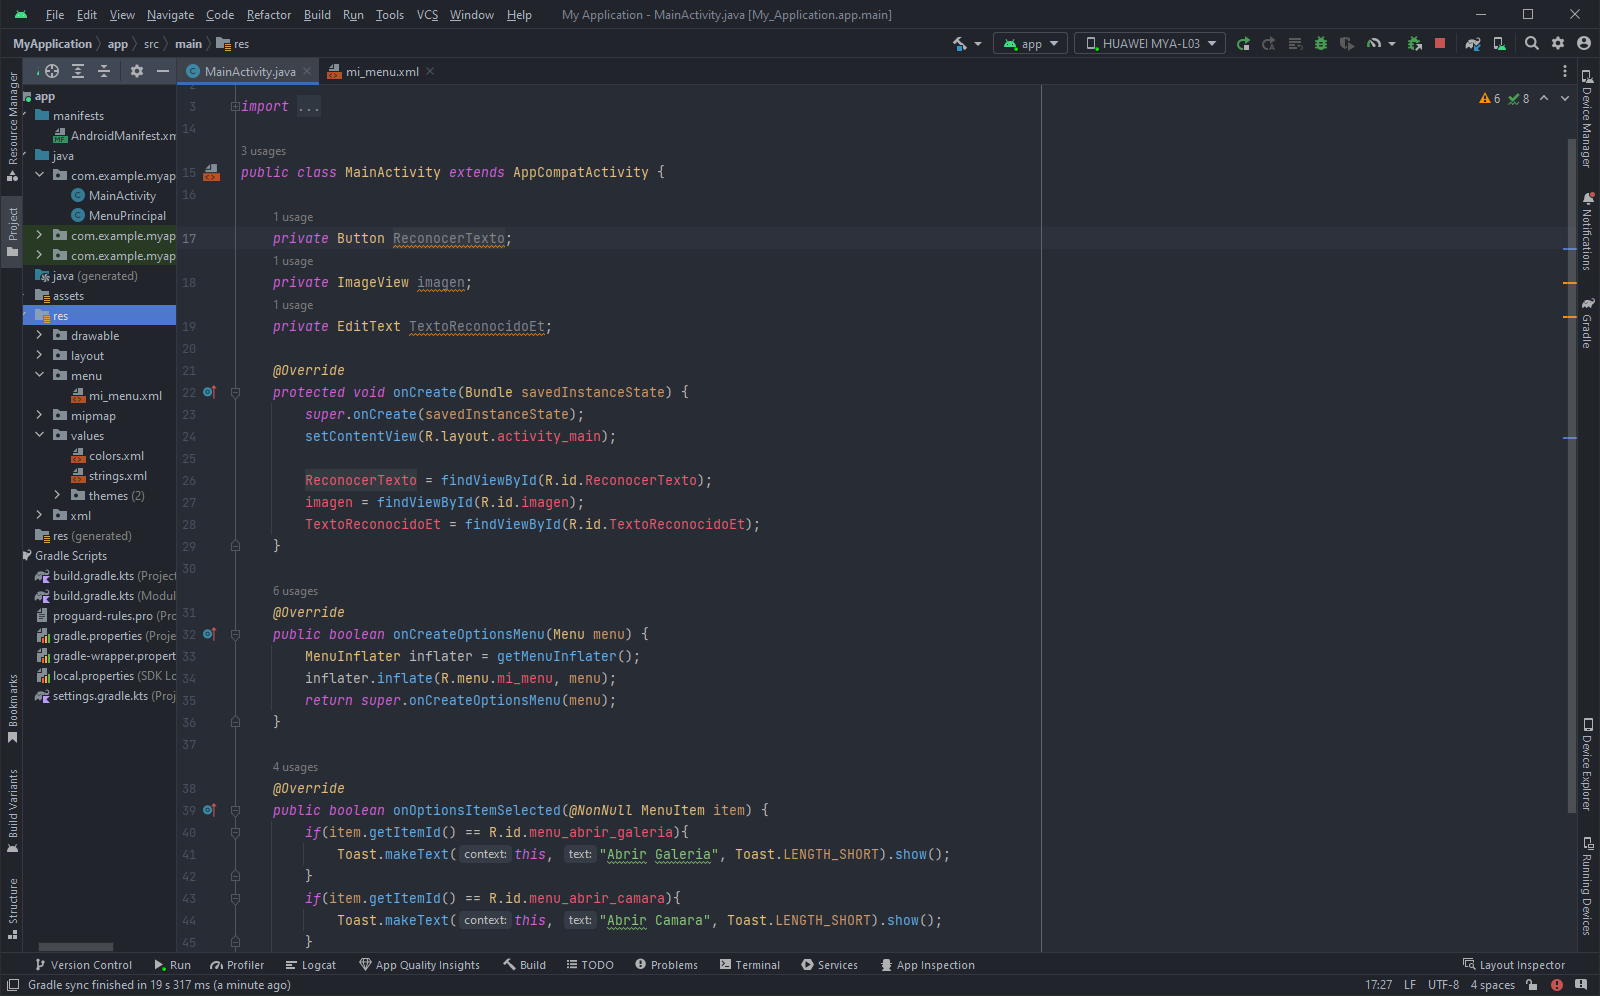 File Edit View Navigate Code Refactor Build Run Tools VCS Window Help My Application - MainActivity.java [My_Application.app.main]
MyApplication app src main res app HUAWEI MYA-L03
MainActivity.java mi_menu.xml
Resource Manager
Project
Bookmarks
Build Variants
Structure
app
manifests
AndroidManifest.xm
java
com.example.myap
MainActivity
MenuPrincipal
com.example.myap
com.example.myap
java (generated)
assets
res
drawable
layout
menu
mi_menu.xml
mipmap
values
colors.xml
strings.xml
themes (2)
xml
res (generated)
Gradle Scripts
build.gradle.kts (Project
build.gradle.kts (Modul
proguard-rules.pro (Pro
gradle.properties (Proje
gradle-wrapper.propert
local.properties (SDK Lo
settings.gradle.kts (Proj
6 8
2
3 import ...
14
3 usages
15 public class MainActivity extends AppCompatActivity {
16
1 usage
17 private Button ReconocerTexto;
1 usage
18 private ImageView imagen;
1 usage
19 private EditText TextoReconocidoEt;
20
21 @Override
22 protected void onCreate(Bundle savedInstanceState) {
23 super.onCreate(savedInstanceState);
24 setContentView(R.layout.activity_main);
25
26 ReconocerTexto = findViewById(R.id.ReconocerTexto);
27 imagen = findViewById(R.id.imagen);
28 TextoReconocidoEt = findViewById(R.id.TextoReconocidoEt);
29 }
30
6 usages
31 @Override
32 public boolean onCreateOptionsMenu(Menu menu) {
33 MenuInflater inflater = getMenuInflater();
34 inflater.inflate(R.menu.mi_menu, menu);
35 return super.onCreateOptionsMenu(menu);
36 }
37
4 usages
38 @Override
39 public boolean onOptionsItemSelected(@NonNull MenuItem item) {
40 if(item.getItemId() == R.id.menu_abrir_galeria){
41 Toast.makeText( context: this, text: "Abrir Galeria", Toast.LENGTH_SHORT).show();
42 }
43 if(item.getItemId() == R.id.menu_abrir_camara){
44 Toast.makeText( context: this, text: "Abrir Camara", Toast.LENGTH_SHORT).show();
45 }
Device Manager
Notifications
Gradle
Device Explorer
Running Devices
Version Control Run Profiler Logcat App Quality Insights Build TODO Problems Terminal Services App Inspection Layout Inspector
Gradle sync finished in 19 s 317 ms (a minute ago) 17:27 LF UTF-8 4 spaces